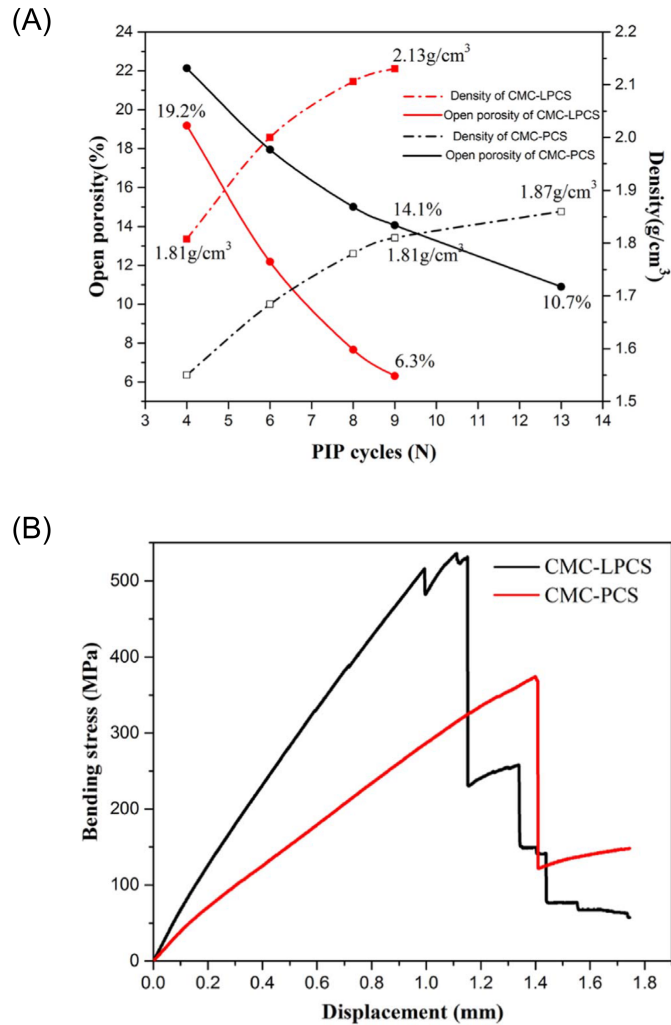 (A)
24
22
20
18
16
14
12
10
8
6
Open porosity(%)
3 4 5 6 7 8 9 10 11 12 13 14
PIP cycles (N)
2.2
2.1
2.0
1.9
1.8
1.7
1.6
1.5
Density(g/cm³)
2.13g/cm³
19.2%
1.81g/cm³
Density of CMC-LPCS
Open porosity of CMC-LPCS
Density of CMC-PCS
Open porosity of CMC-PCS
14.1%
1.87g/cm³
1.81g/cm³
10.7%
6.3%
(B)
500
400
300
200
100
0
Bending stress (MPa)
CMC-LPCS
CMC-PCS
0.0 0.2 0.4 0.6 0.8 1.0 1.2 1.4 1.6 1.8
Displacement (mm)